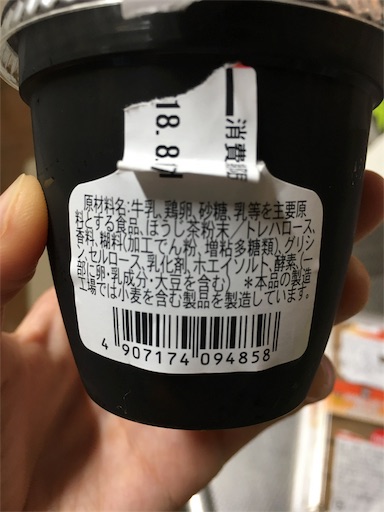 18. 8.
消費期
原材料名:牛乳、鶏卵、砂糖、乳等を主要原
料とする食品、ほうじ茶粉末/トレハロース、
香料、糊料(加工でん粉、増粘多糖類)、グリシ
ン、セルロース、乳化剤、ホエイソルト、酵素、(一
部に卵・乳成分・大豆を含む) *本品の製造
工場では小麦を含む製品を製造しています。
4 907174 094858